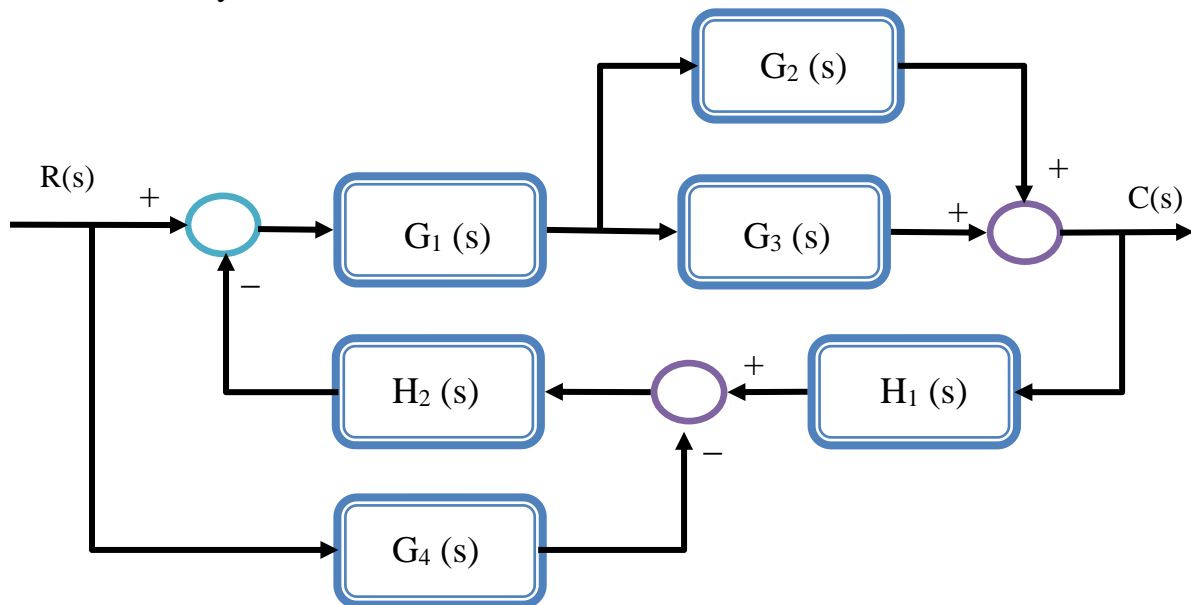 G₂ (s)
R(s)
+
+
+
C(s)
G₁ (s)
G₃ (s)
−
+
H₂ (s)
H₁ (s)
−
G₄ (s)